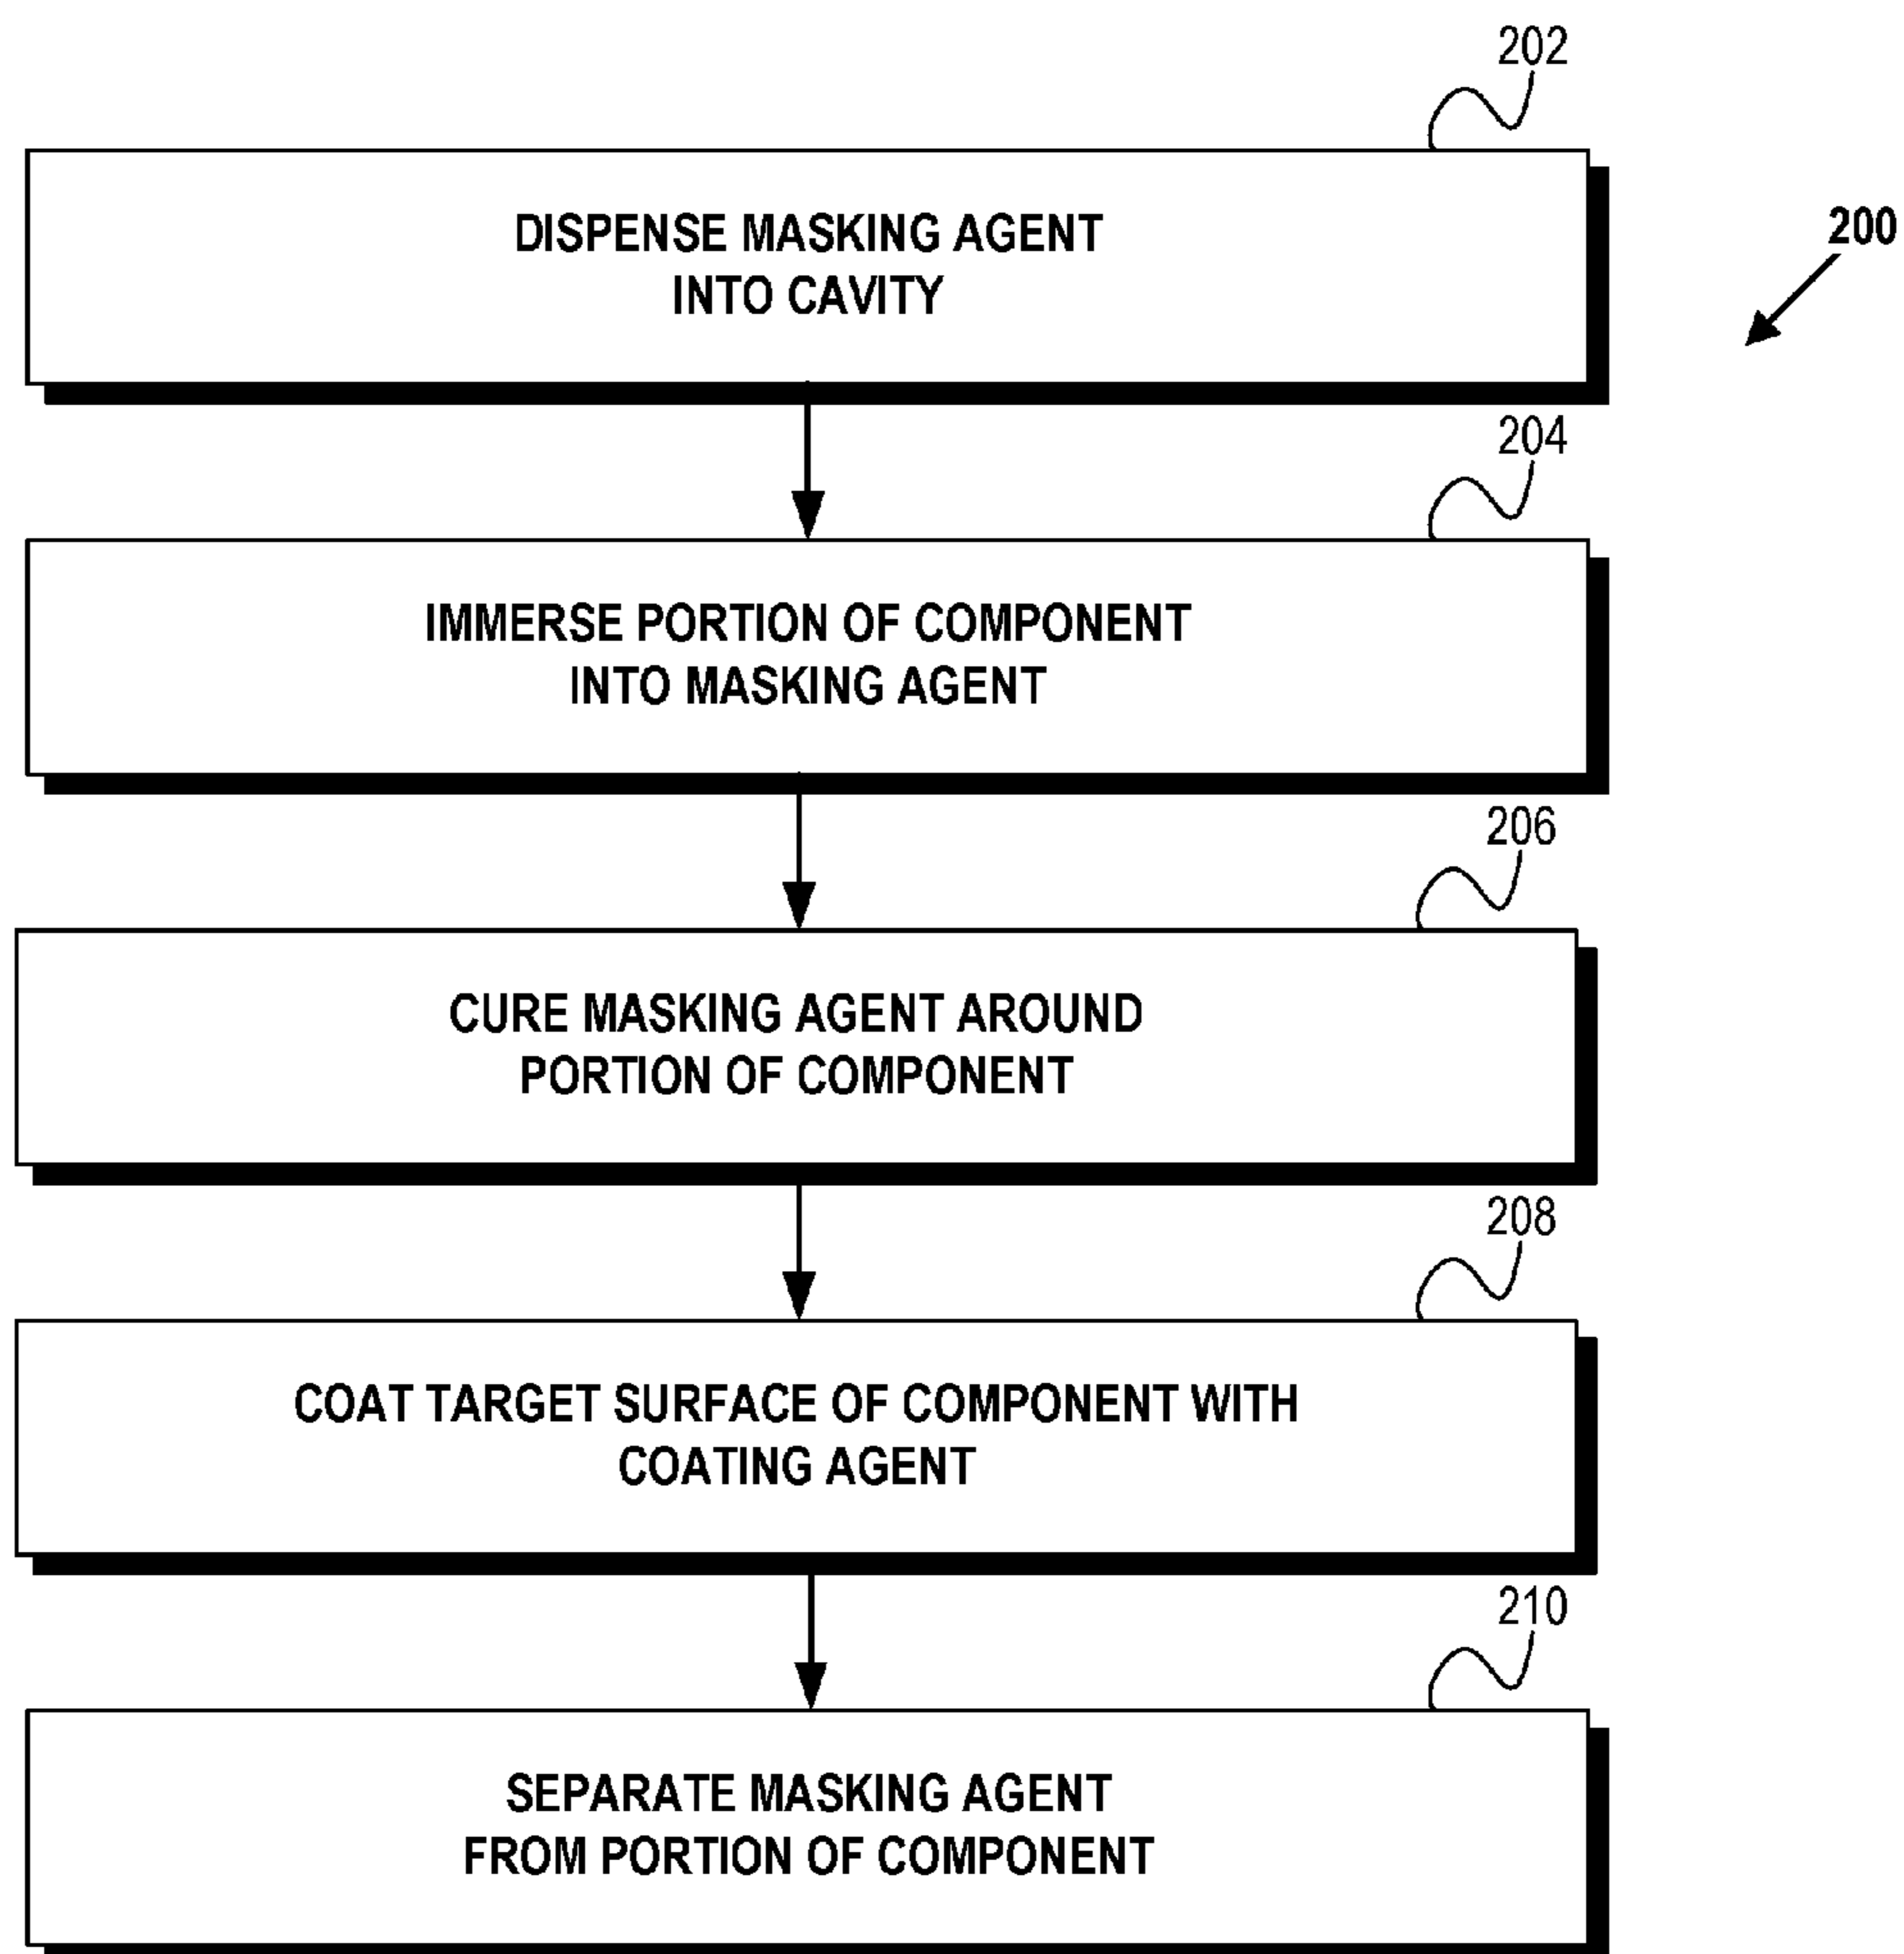 202
DISPENSE MASKING AGENT
INTO CAVITY
200
204
IMMERSE PORTION OF COMPONENT
INTO MASKING AGENT
206
CURE MASKING AGENT AROUND
PORTION OF COMPONENT
208
COAT TARGET SURFACE OF COMPONENT WITH
COATING AGENT
210
SEPARATE MASKING AGENT
FROM PORTION OF COMPONENT